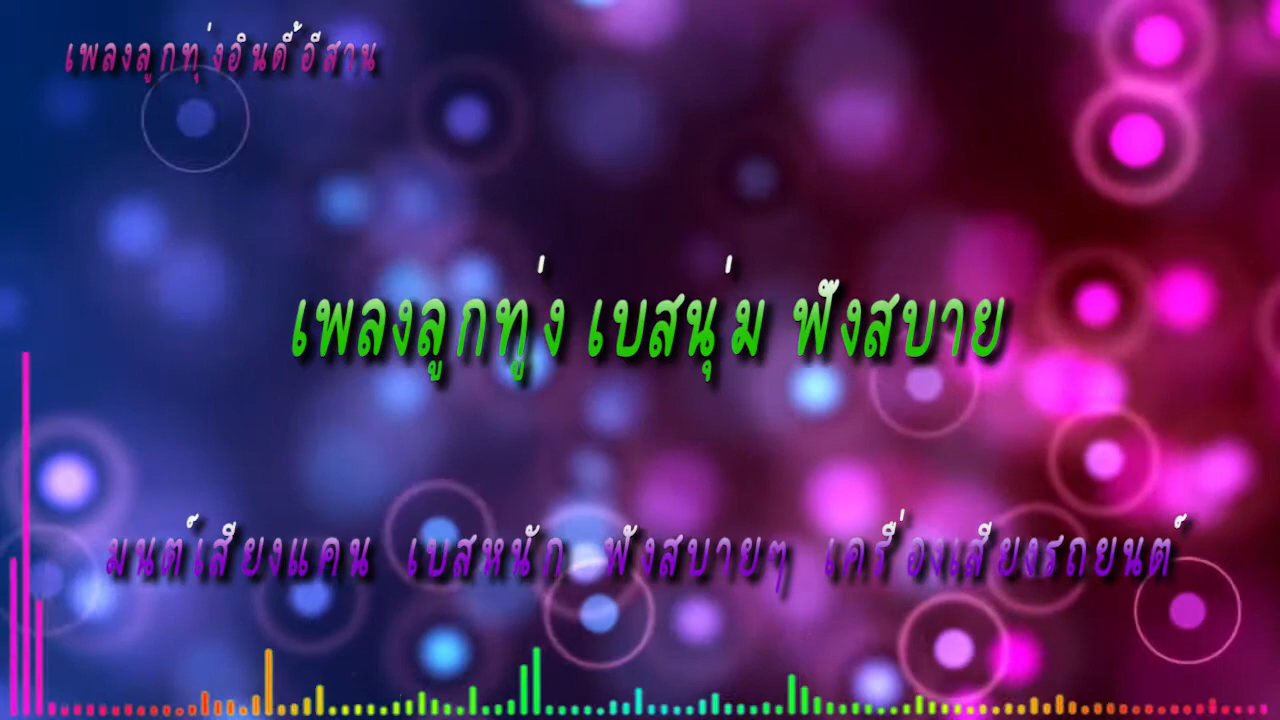 เพลงลูกทุ่งอินดี้อีสาน
เพลงลูกทู่ง เบสนุ่ม ฟังสบาย
มนต์เสียงแคน เบสหนัก ฟังสบายๆ เครื่องเสียงรถยนต์